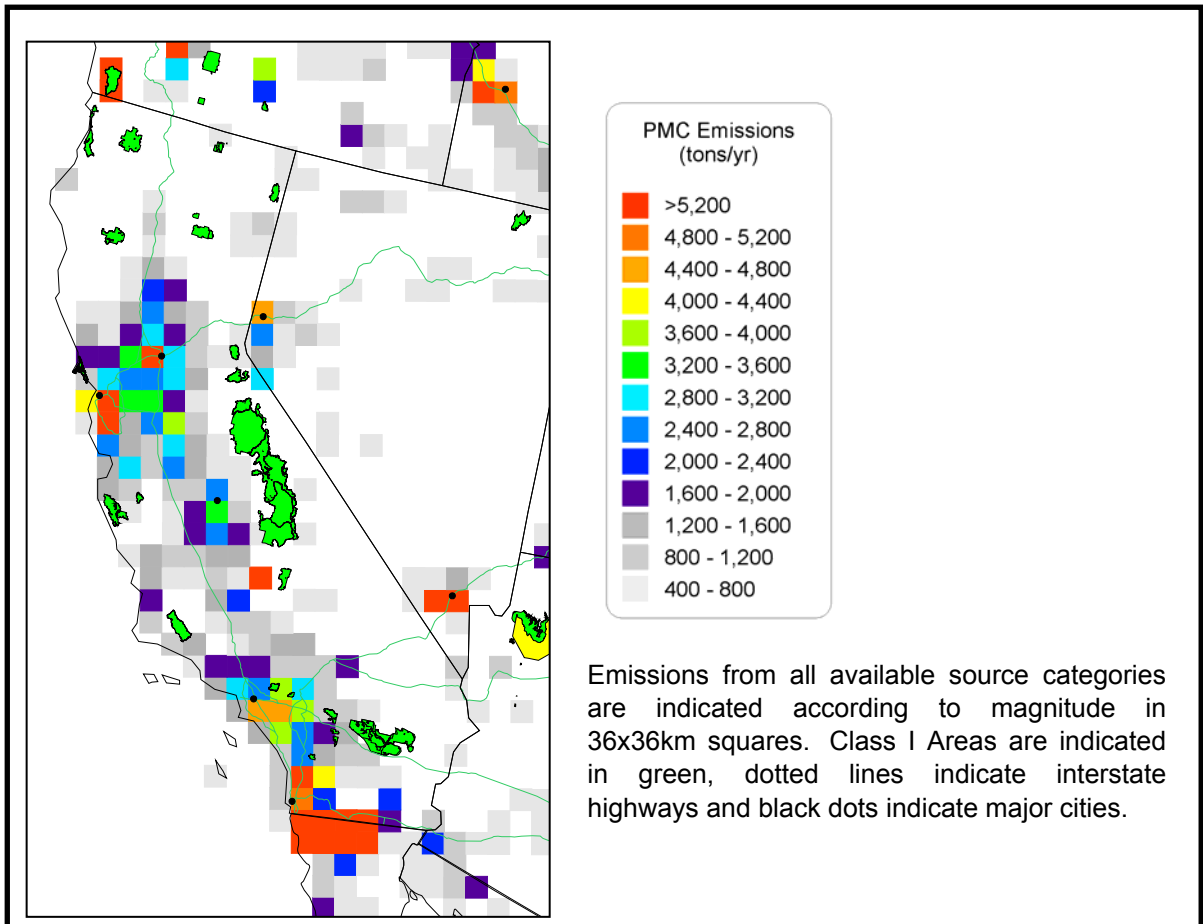 PMC Emissions
(tons/yr)
>5,200
4,800 - 5,200
4,400 - 4,800
4,000 - 4,400
3,600 - 4,000
3,200 - 3,600
2,800 - 3,200
2,400 - 2,800
2,000 - 2,400
1,600 - 2,000
1,200 - 1,600
800 - 1,200
400 - 800
Emissions from all available source categories
are indicated according to magnitude in
36x36km squares. Class I Areas are indicated
in green, dotted lines indicate interstate
highways and black dots indicate major cities.